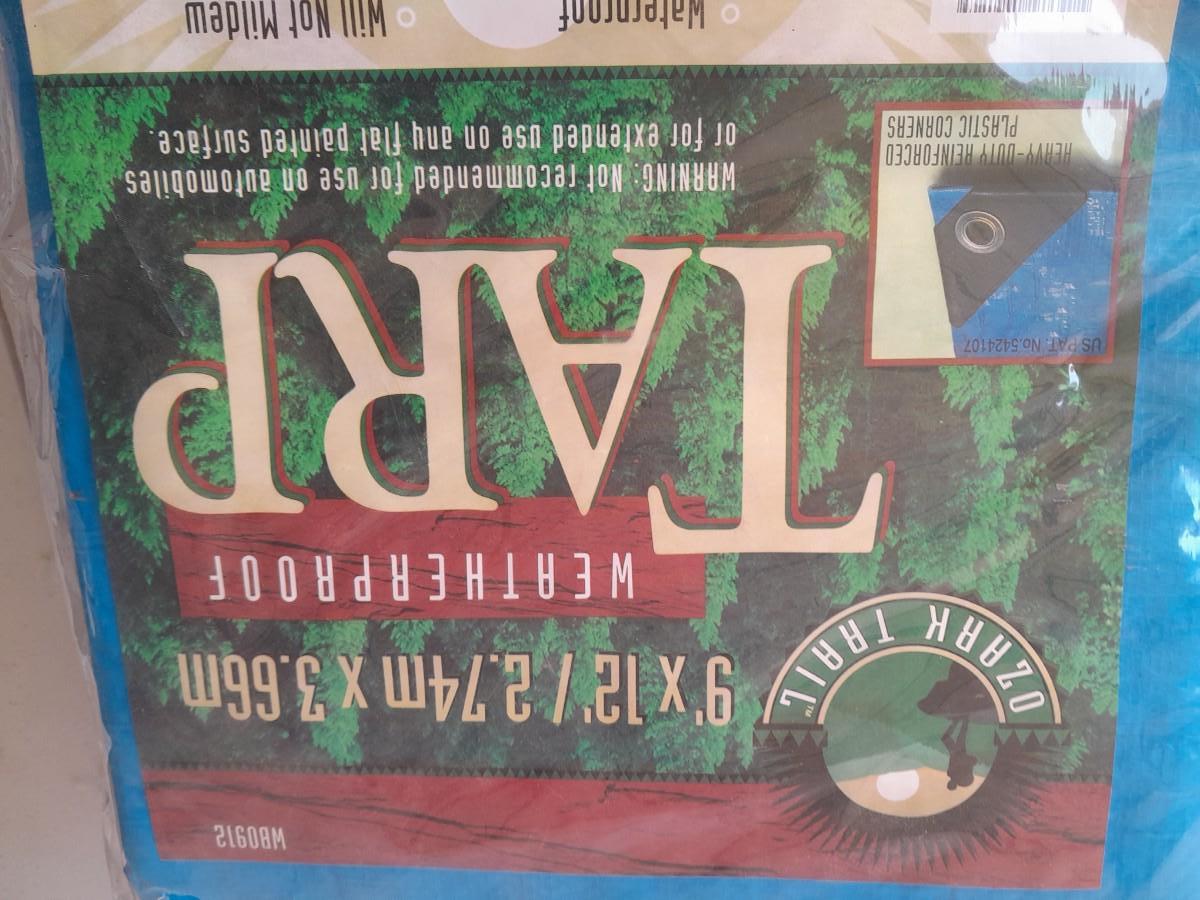 WB0912
OZARK TRAIL™
9' x 12' / 2.74m x 3.66m
WEATHERPROOF
TARP
US PAT. No.5424107
HEAVY-DUTY REINFORCED
PLASTIC CORNERS
WARNING: Not recommended for use on automobiles
or for extended use on any flat painted surface.
Waterproof
Will Not Mildew